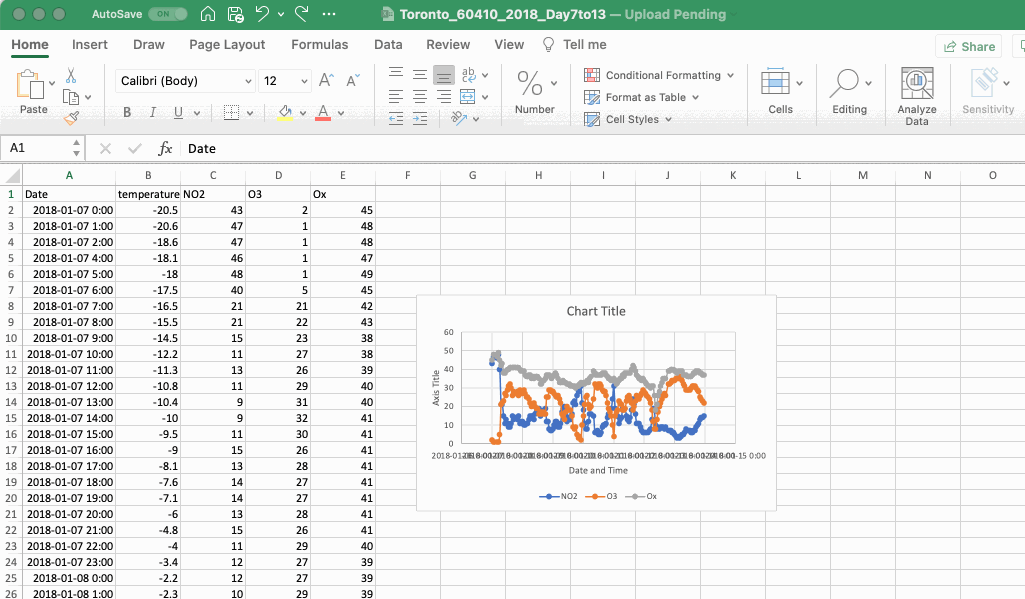 AutoSave ON Toronto_60410_2018_Day7to13 — Upload Pending
Home Insert Draw Page Layout Formulas Data Review View Tell me Share
Paste Calibri (Body) 12 A A B I U A ab Number Conditional Formatting Format as Table Cell Styles Cells Editing Analyze Data Sensitivity
A1 fx Date
A B C D E F G H I J K L M N O
1 Date temperature NO2 O3 Ox
2 2018-01-07 0:00 -20.5 43 2 45
3 2018-01-07 1:00 -20.6 47 1 48
4 2018-01-07 2:00 -18.6 47 1 48
5 2018-01-07 4:00 -18.1 46 1 47
6 2018-01-07 5:00 -18 48 1 49
7 2018-01-07 6:00 -17.5 40 5 45
8 2018-01-07 7:00 -16.5 21 21 42
9 2018-01-07 8:00 -15.5 21 22 43
10 2018-01-07 9:00 -14.5 15 23 38
11 2018-01-07 10:00 -12.2 11 27 38
12 2018-01-07 11:00 -11.3 13 26 39
13 2018-01-07 12:00 -10.8 11 29 40
14 2018-01-07 13:00 -10.4 9 31 40
15 2018-01-07 14:00 -10 9 32 41
16 2018-01-07 15:00 -9.5 11 30 41
17 2018-01-07 16:00 -9 15 26 41
18 2018-01-07 17:00 -8.1 13 28 41
19 2018-01-07 18:00 -7.6 14 27 41
20 2018-01-07 19:00 -7.1 14 27 41
21 2018-01-07 20:00 -6 13 28 41
22 2018-01-07 21:00 -4.8 15 26 41
23 2018-01-07 22:00 -4 11 29 40
24 2018-01-07 23:00 -3.4 12 27 39
25 2018-01-08 0:00 -2.2 12 27 39
26 2018-01-08 1:00 -2.3 10 29 39
Chart Title
60
50
40
30
20
10
0
Axis Title
Date and Time
NO2 O3 Ox